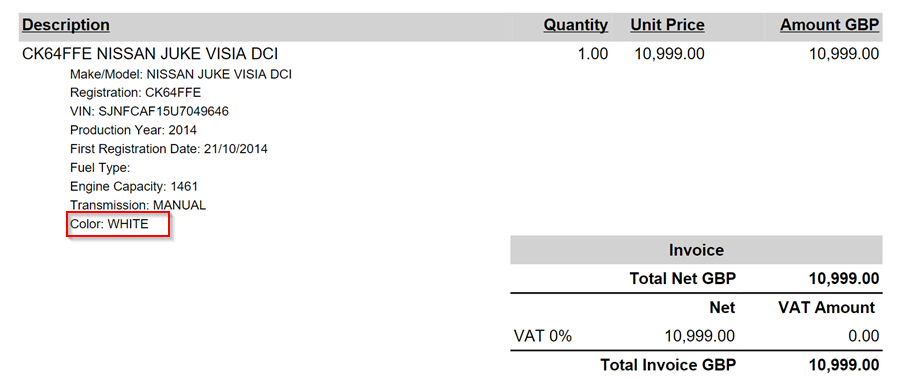 Description Quantity Unit Price Amount GBP
CK64FFE NISSAN JUKE VISIA DCI 1.00 10,999.00 10,999.00
Make/Model: NISSAN JUKE VISIA DCI
Registration: CK64FFE
VIN: SJNFCAF15U7049646
Production Year: 2014
First Registration Date: 21/10/2014
Fuel Type:
Engine Capacity: 1461
Transmission: MANUAL
Color: WHITE
Invoice
Total Net GBP 10,999.00
Net VAT Amount
VAT 0% 10,999.00 0.00
Total Invoice GBP 10,999.00